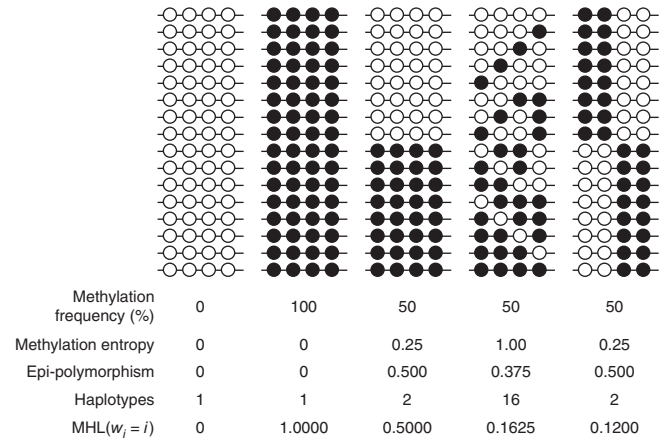 Methylation
frequency (%) 0 100 50 50 50
Methylation entropy 0 0 0.25 1.00 0.25
Epi-polymorphism 0 0 0.500 0.375 0.500
Haplotypes 1 1 2 16 2
MHL(wᵢ = i) 0 1.0000 0.5000 0.1625 0.1200